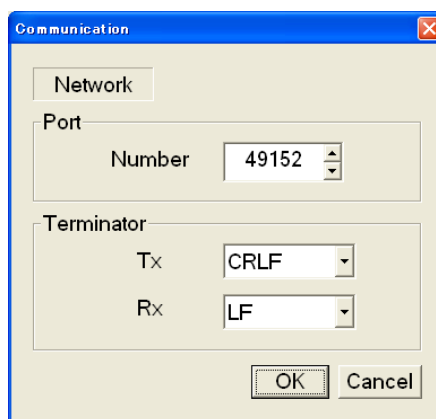 Communication
Network
Port
Number 49152
Terminator
Tx CRLF
Rx LF
OK Cancel